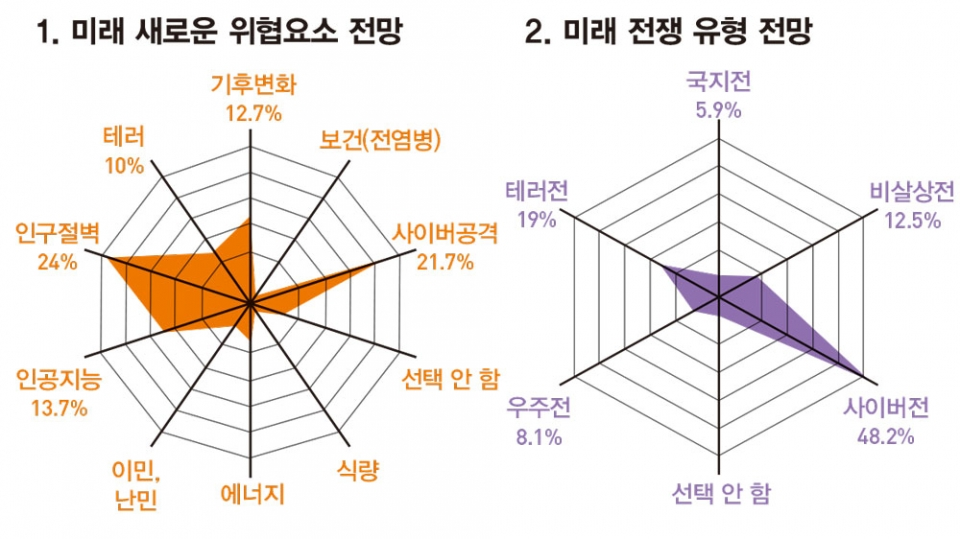 1. 미래 새로운 위협요소 전망
기후변화
12.7%
보건(전염병)
사이버공격
21.7%
선택 안 함
식량
에너지
이민,
난민
인공지능
13.7%
인구절벽
24%
테러
10%
2. 미래 전쟁 유형 전망
국지전
5.9%
비살상전
12.5%
사이버전
48.2%
선택 안 함
우주전
8.1%
테러전
19%